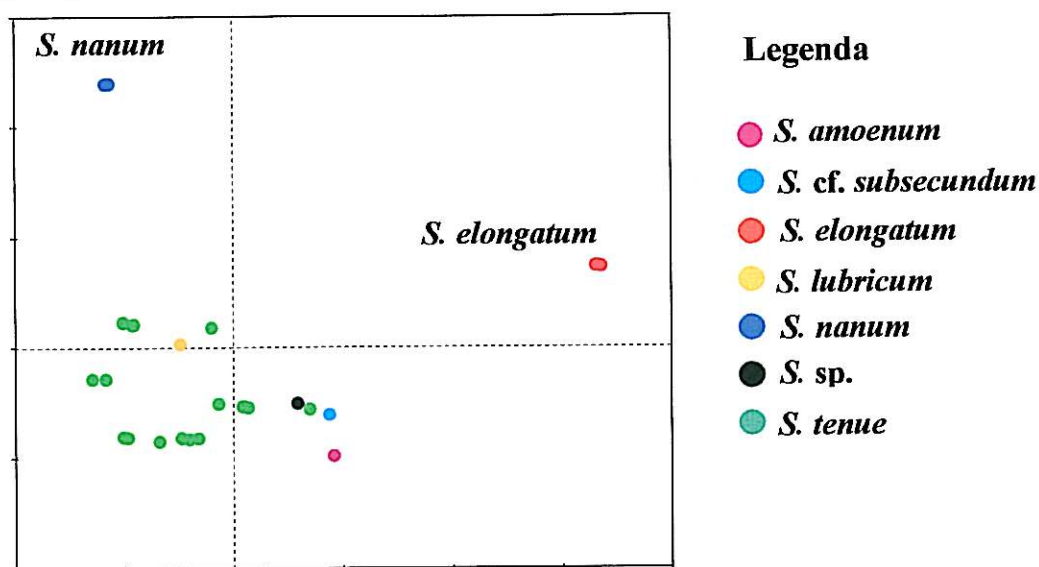 S. nanum
S. elongatum
Legenda
S. amoenum
S. cf. subsecundum
S. elongatum
S. lubricum
S. nanum
S. sp.
S. tenue